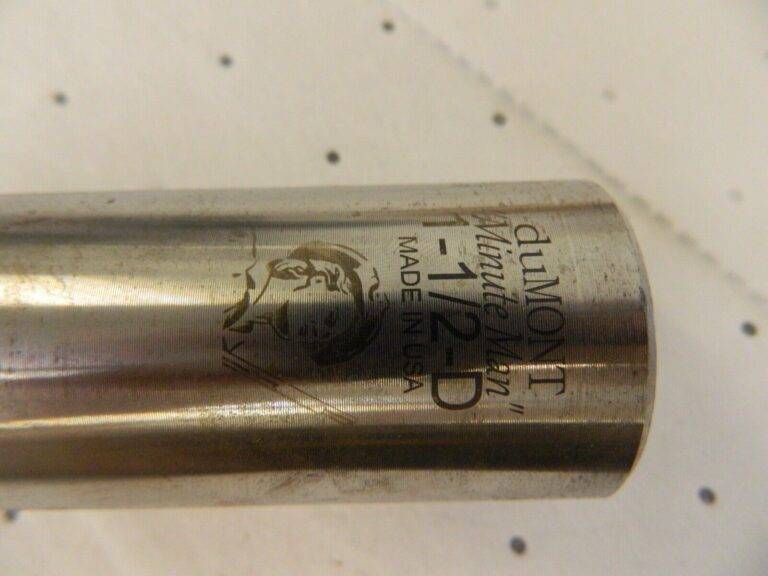 duMONT
"Minute Man"
1-1/2-D
MADE IN USA